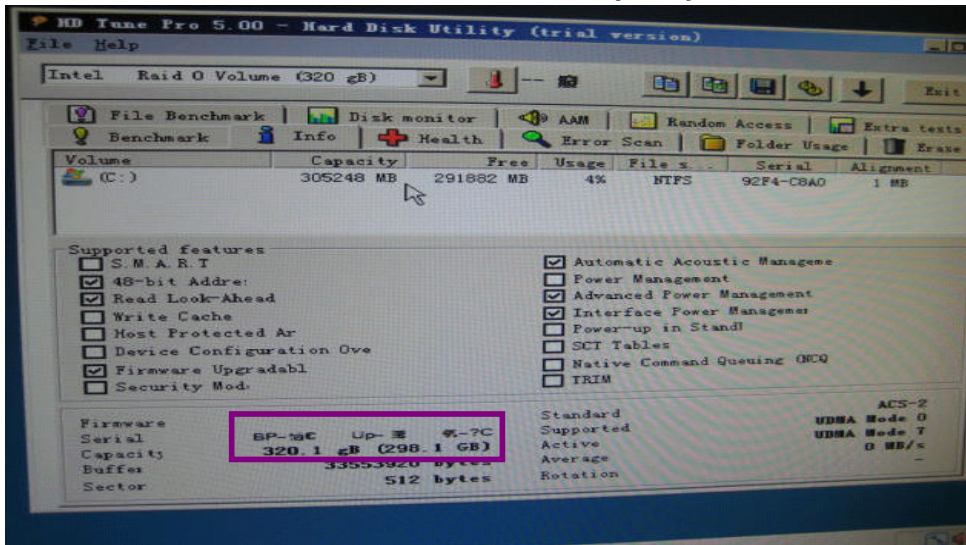 HD Tune Pro 5.00 - Hard Disk Utility (trial version)
File Help
Intel Raid 0 Volume (320 gB) -- Exit
File Benchmark Disk monitor AAM Random Access Extra tests
Benchmark Info Health Error Scan Folder Usage Erase
Volume Capacity Free Usage File s... Serial Alignment
(C:) 305248 MB 291882 MB 4% NTFS 92F4-C8A0 1 MB
Supported features
S.M.A.R.T
48-bit Addre
Read Look-Ahead
Write Cache
Host Protected Ar
Device Configuration Ove
Firmware Upgradabl
Security Mod
Automatic Acoustic Manageme
Power Management
Advanced Power Management
Interface Power Managemen
Power-up in Stand
SCT Tables
Native Command Queuing (NCQ
TRIM
Firmware
Serial
Capacity 320.1 gB (298.1 GB)
Buffer 33553920 bytes
Sector 512 bytes
Standard ACS-2
Supported UDMA Mode 0
Active UDMA Mode 7
Average 0 MB/s
Rotation -